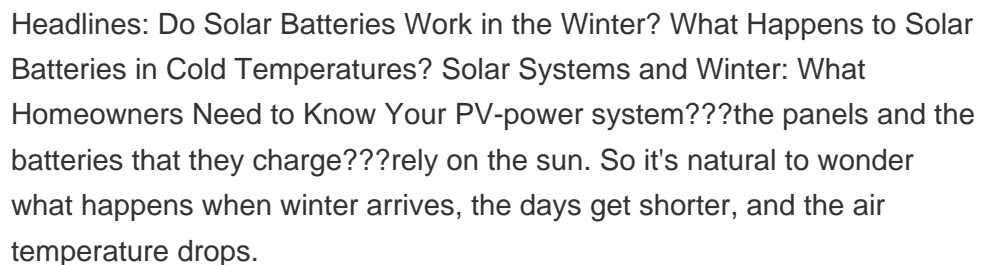 Headlines: Do Solar Batteries Work in the Winter? What Happens to Solar
Batteries in Cold Temperatures? Solar Systems and Winter: What
Homeowners Need to Know Your PV-power system???the panels and the
batteries that they charge???rely on the sun. So it's natural to wonder
what happens when winter arrives, the days get shorter, and the air
temperature drops.